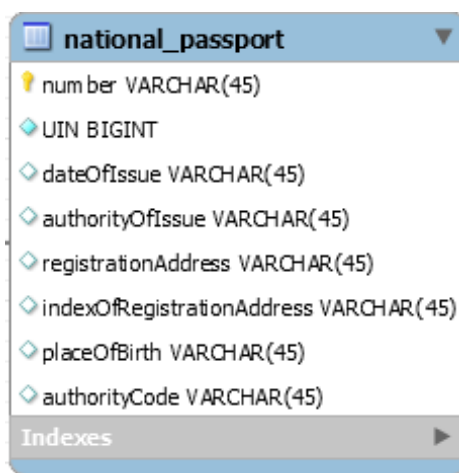 national_passport
number VARCHAR(45)
UIN BIGINT
dateOfIssue VARCHAR(45)
authorityOfIssue VARCHAR(45)
registrationAddress VARCHAR(45)
indexOfRegistrationAddress VARCHAR(45)
placeOfBirth VARCHAR(45)
authorityCode VARCHAR(45)
Indexes